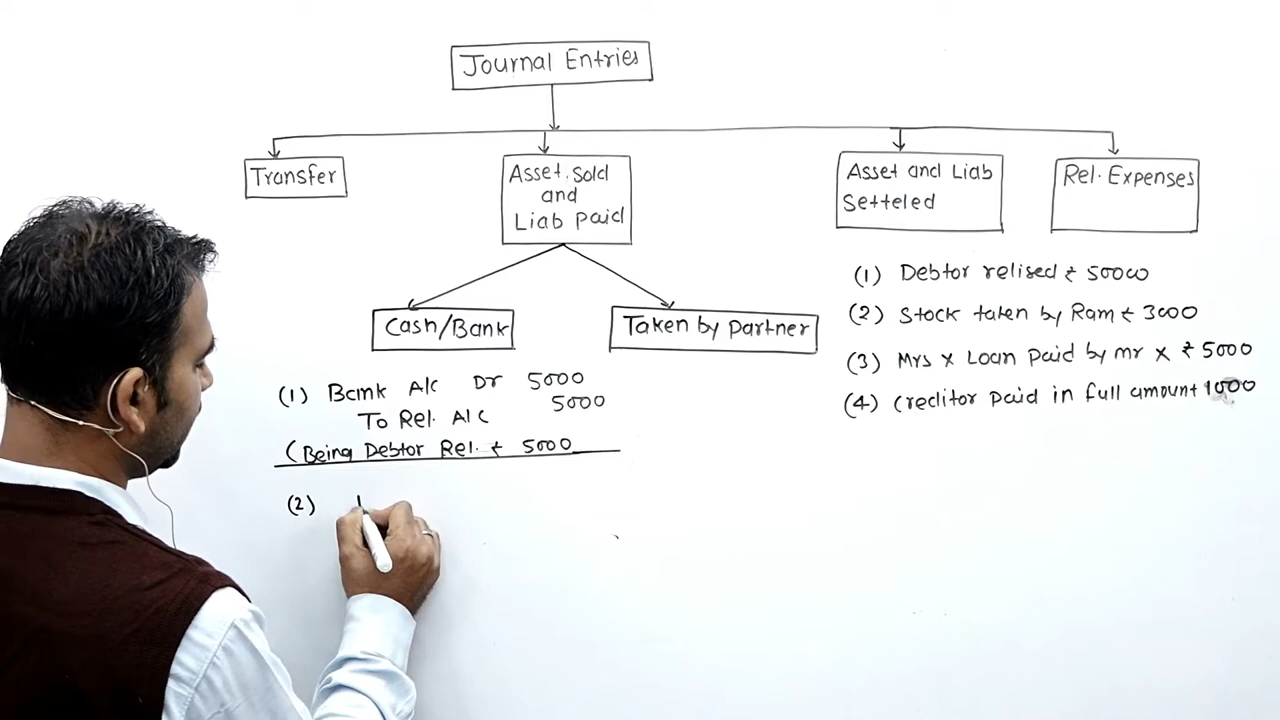 Journal Entries
Transfer
Asset. Sold
and
Liab paid
Asset and Liab
Setteled
Rel. Expenses
Cash/Bank
Taken by partner
(1) Debtor relised ₹ 50000
(2) Stock taken by Ram ₹ 3000
(3) Mrs x Loan paid by mr x ₹ 5000
(4) Creditor paid in full amount 1000
(1) Bank A/c Dr 5000
To Rel. A/c 5000
(Being Debtor Rel. ₹ 5000
(2)